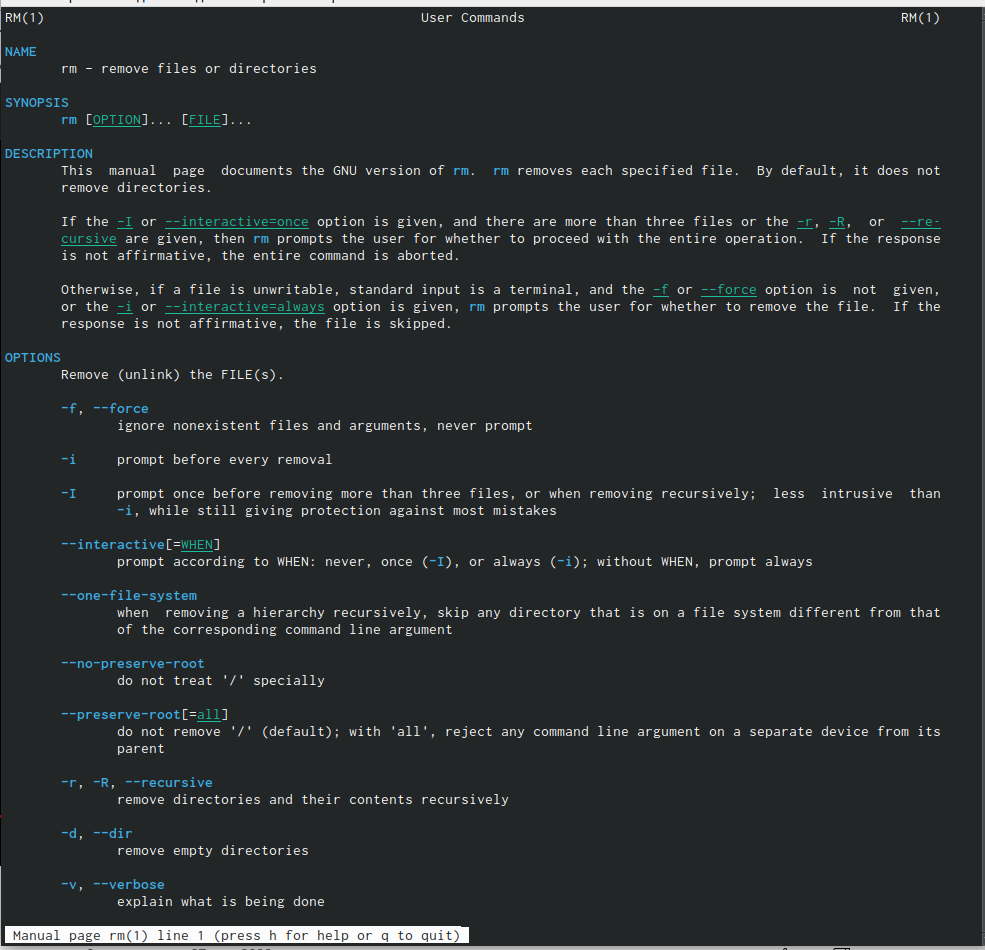 RM(1) User Commands RM(1)
NAME
rm - remove files or directories
SYNOPSIS
rm [OPTION]... [FILE]...
DESCRIPTION
This manual page documents the GNU version of rm. rm removes each specified file. By default, it does not
remove directories.
If the -I or --interactive=once option is given, and there are more than three files or the -r, -R, or --re-
cursive are given, then rm prompts the user for whether to proceed with the entire operation. If the response
is not affirmative, the entire command is aborted.
Otherwise, if a file is unwritable, standard input is a terminal, and the -f or --force option is not given,
or the -i or --interactive=always option is given, rm prompts the user for whether to remove the file. If the
response is not affirmative, the file is skipped.
OPTIONS
Remove (unlink) the FILE(s).
-f, --force
ignore nonexistent files and arguments, never prompt
-i prompt before every removal
-I prompt once before removing more than three files, or when removing recursively; less intrusive than
-i, while still giving protection against most mistakes
--interactive[=WHEN]
prompt according to WHEN: never, once (-I), or always (-i); without WHEN, prompt always
--one-file-system
when removing a hierarchy recursively, skip any directory that is on a file system different from that
of the corresponding command line argument
--no-preserve-root
do not treat '/' specially
--preserve-root[=all]
do not remove '/' (default); with 'all', reject any command line argument on a separate device from its
parent
-r, -R, --recursive
remove directories and their contents recursively
-d, --dir
remove empty directories
-v, --verbose
explain what is being done
Manual page rm(1) line 1 (press h for help or q to quit)